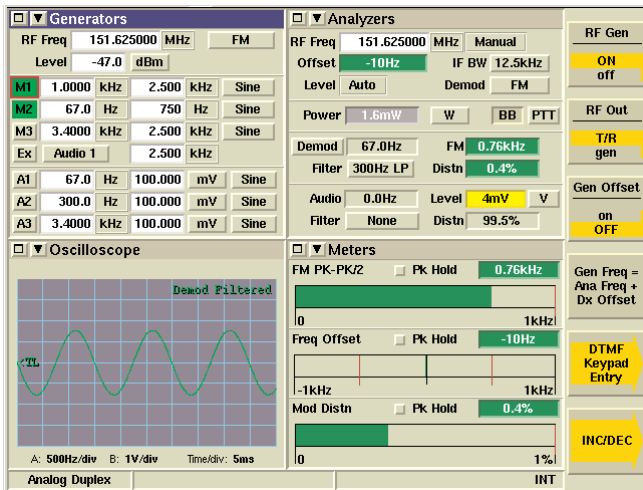 Generators
RF Freq 151.625000 MHz FM
Level -47.0 dBm
M1 1.0000 kHz 2.500 kHz Sine
M2 67.0 Hz 750 Hz Sine
M3 3.4000 kHz 2.500 kHz Sine
Ex Audio 1 2.500 kHz
A1 67.0 Hz 100.000 mV Sine
A2 300.0 Hz 100.000 mV Sine
A3 3.4000 kHz 100.000 mV Sine
Analyzers
RF Freq 151.625000 MHz Manual
Offset -10Hz IF BW 12.5kHz
Level Auto Demod FM
Power 1.6mW W BB PTT
Demod 67.0Hz FM 0.76kHz
Filter 300Hz LP Distn 0.4%
Audio 0.0Hz Level 4mV V
Filter None Distn 99.5%
Oscilloscope
Demod Filtered
<TL
A: 500Hz/div B: 1V/div Time/div: 5ms
Meters
FM PK-PK/2 Pk Hold 0.76kHz
0 1kHz
Freq Offset Pk Hold -10Hz
-1kHz 1kHz
Mod Distn Pk Hold 0.4%
0 1%
Analog Duplex INT
RF Gen
ON
off
RF Out
T/R
gen
Gen Offset
on
OFF
Gen Freq =
Ana Freq +
Dx Offset
DTMF
Keypad
Entry
INC/DEC